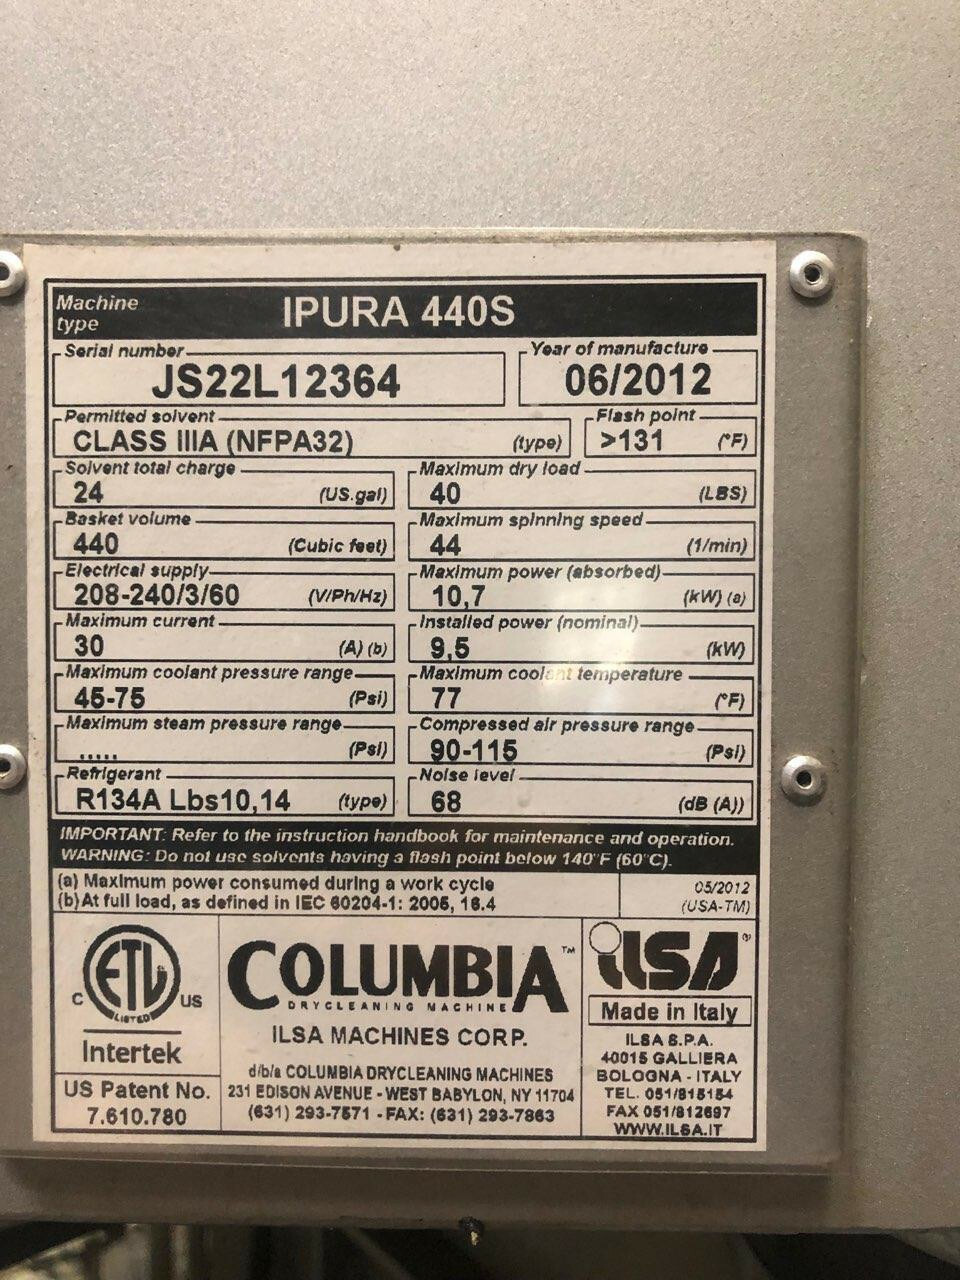 Machine type
IPURA 440S
Serial number
JS22L12364
Year of manufacture
06/2012
Permitted solvent
CLASS IIIA (NFPA32) (type)
Flash point
>131 (°F)
Solvent total charge
24 (US.gal)
Maximum dry load
40 (LBS)
Basket volume
440 (Cubic feet)
Maximum spinning speed
44 (1/min)
Electrical supply
208-240/3/60 (V/Ph/Hz)
Maximum power (absorbed)
10,7 (kW) (a)
Maximum current
30 (A) (b)
Installed power (nominal)
9,5 (kW)
Maximum coolant pressure range
45-75 (Psi)
Maximum coolant temperature
77 (°F)
Maximum steam pressure range
..... (Psi)
Compressed air pressure range
90-115 (Psi)
Refrigerant
R134A Lbs10,14 (type)
Noise level
68 (dB (A))
IMPORTANT: Refer to the instruction handbook for maintenance and operation.
WARNING: Do not use solvents having a flash point below 140°F (60°C).
(a) Maximum power consumed during a work cycle
(b) At full load, as defined in IEC 60204-1: 2005, 16.4
05/2012
(USA-TM)
C ETL US
LISTED
Intertek
US Patent No.
7.610.780
COLUMBIA™
DRYCLEANING MACHINE
ILSA MACHINES CORP.
d/b/a COLUMBIA DRYCLEANING MACHINES
231 EDISON AVENUE - WEST BABYLON, NY 11704
(631) 293-7571 - FAX: (631) 293-7863
ilSA®
Made in Italy
ILSA S.P.A.
40015 GALLIERA
BOLOGNA - ITALY
TEL. 051/815154
FAX 051/812697
WWW.ILSA.IT